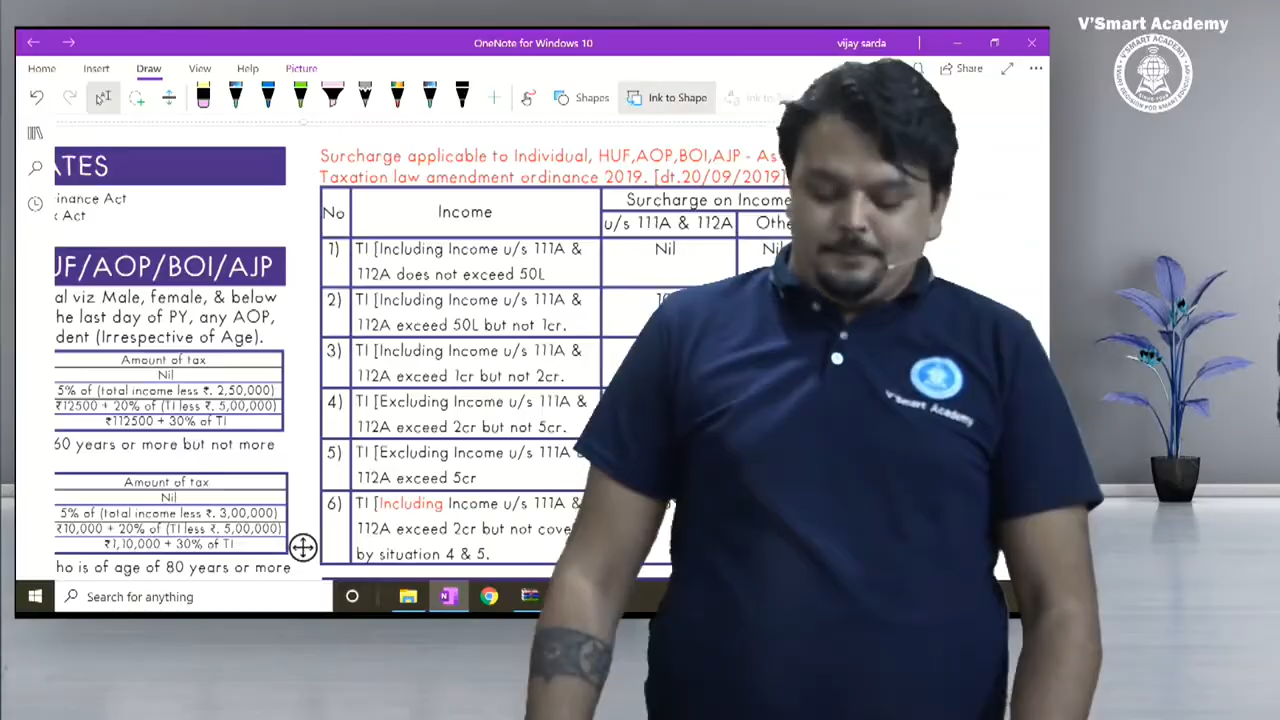 V'Smart Academy
OneNote for Windows 10
vijay sarda
Home
Insert
Draw
View
Help
Picture
Share
Shapes
Ink to Shape
ATES
inance Act
x Act
JF/AOP/BOI/AJP
al viz Male, female, & below
he last day of PY, any AOP,
dent (Irrespective of Age).
Amount of tax
Nil
5% of (total income less ₹. 2,50,000)
₹12500 + 20% of (TI less ₹. 5,00,000)
₹112500 + 30% of TI
60 years or more but not more
Amount of tax
Nil
5% of (total income less ₹. 3,00,000)
₹10,000 + 20% of (TI less ₹. 5,00,000)
₹1,10,000 + 30% of TI
ho is of age of 80 years or more
Surcharge applicable to Individual, HUF,AOP,BOI,AJP - As
Taxation law amendment ordinance 2019. [dt.20/09/2019]
No
Income
Surcharge on Income
u/s 111A & 112A
Othe
1) TI [Including Income u/s 111A &
112A does not exceed 50L
Nil
Nil
2) TI [Including Income u/s 111A &
112A exceed 50L but not 1cr.
10
3) TI [Including Income u/s 111A &
112A exceed 1cr but not 2cr.
4) TI [Excluding Income u/s 111A &
112A exceed 2cr but not 5cr.
5) TI [Excluding Income u/s 111A
112A exceed 5cr
6) TI [Including Income u/s 111A &
112A exceed 2cr but not cove
by situation 4 & 5.
Search for anything
V'Smart Academy